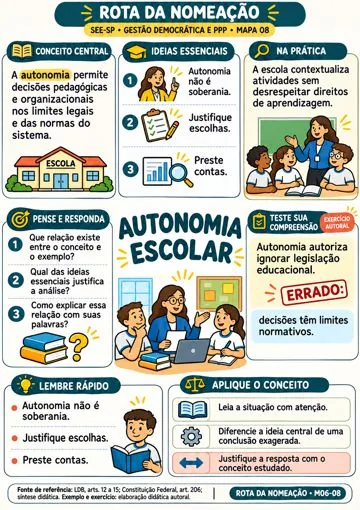 ROTA DA NOMEAÇÃO
SEE-SP • GESTÃO DEMOCRÁTICA E PPP • MAPA 08
CONCEITO CENTRAL
A autonomia permite
decisões pedagógicas
e organizacionais
nos limites legais
e das normas do
sistema.
ESCOLA
IDEIAS ESSENCIAIS
1
Autonomia
não é
soberania.
2
Justifique
escolhas.
3
Preste
contas.
NA PRÁTICA
A escola contextualiza
atividades sem
desrespeitar direitos
de aprendizagem.
PENSE E RESPONDA
1
Que relação existe
entre o conceito e
o exemplo?
2
Qual das ideias
essenciais justifica
a análise?
3
Como explicar essa
relação com suas
palavras?
?
AUTONOMIA
ESCOLAR
TESTE SUA
COMPREENSÃO
EXERCÍCIO
AUTORAL
Autonomia autoriza
ignorar legislação
educacional.
ERRADO:
decisões têm limites
normativos.
LEMBRE RÁPIDO
• Autonomia não é
soberania.
• Justifique escolhas.
• Preste contas.
APLIQUE O CONCEITO
Leia a situação com atenção.
Diferencie a ideia central de uma
conclusão exagerada.
Justifique a resposta com o
conceito estudado.
Fonte de referência: LDB, arts. 12 a 15; Constituição Federal, art. 206;
síntese didática. Exemplo e exercício: elaboração didática autoral.
ROTA DA NOMEAÇÃO • M06-08